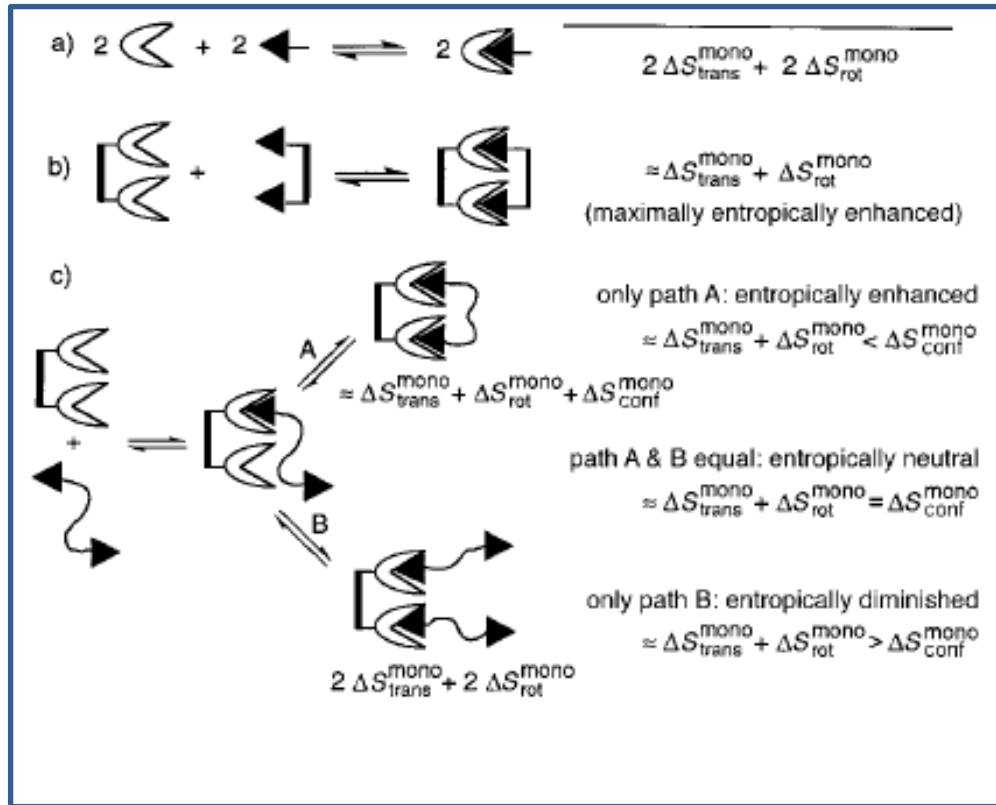 a) 2 + 2 ⇌ 2
2 ΔS_trans^mono + 2 ΔS_rot^mono
b) + ⇌
≈ ΔS_trans^mono + ΔS_rot^mono
(maximally entropically enhanced)
c)
only path A: entropically enhanced
≈ ΔS_trans^mono + ΔS_rot^mono < ΔS_conf^mono
A
≈ ΔS_trans^mono + ΔS_rot^mono + ΔS_conf^mono
+ ⇌
path A & B equal: entropically neutral
≈ ΔS_trans^mono + ΔS_rot^mono = ΔS_conf^mono
B
only path B: entropically diminished
≈ ΔS_trans^mono + ΔS_rot^mono > ΔS_conf^mono
2 ΔS_trans^mono + 2 ΔS_rot^mono